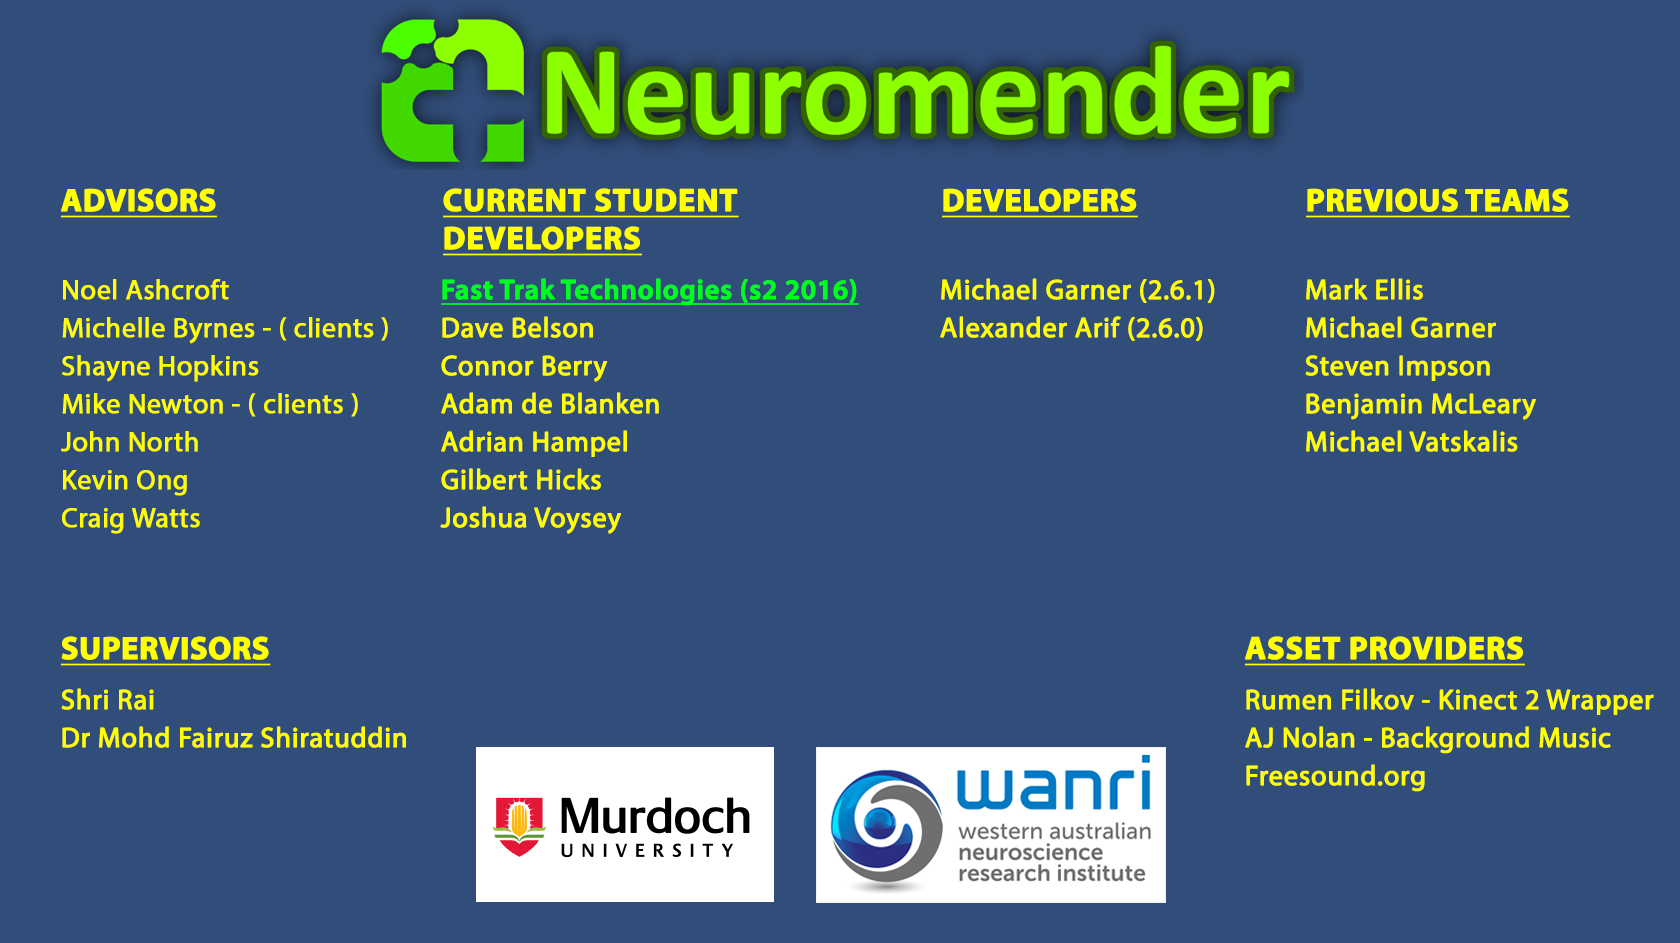 Neuromender
ADVISORS
Noel Ashcroft
Michelle Byrnes - ( clients )
Shayne Hopkins
Mike Newton - ( clients )
John North
Kevin Ong
Craig Watts
CURRENT STUDENT
DEVELOPERS
Fast Trak Technologies (s2 2016)
Dave Belson
Connor Berry
Adam de Blanken
Adrian Hampel
Gilbert Hicks
Joshua Voysey
DEVELOPERS
Michael Garner (2.6.1)
Alexander Arif (2.6.0)
PREVIOUS TEAMS
Mark Ellis
Michael Garner
Steven Impson
Benjamin McLeary
Michael Vatskalis
SUPERVISORS
Shri Rai
Dr Mohd Fairuz Shiratuddin
Murdoch
UNIVERSITY
wanri
western australian
neuroscience
research institute
ASSET PROVIDERS
Rumen Filkov - Kinect 2 Wrapper
AJ Nolan - Background Music
Freesound.org